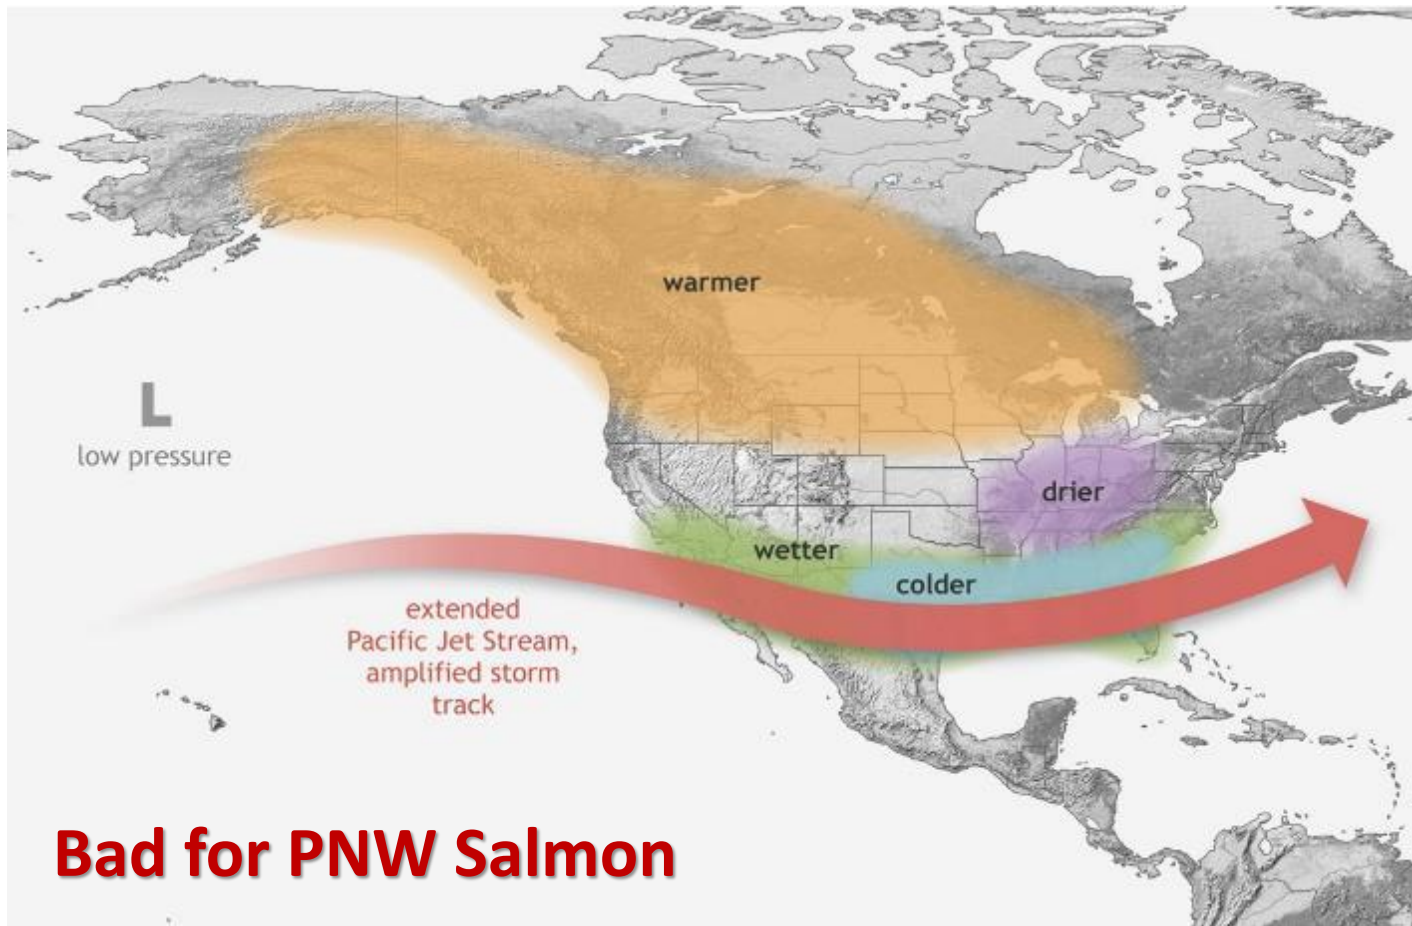 warmer
L
low pressure
drier
wetter
colder
extended
Pacific Jet Stream,
amplified storm
track
Bad for PNW Salmon